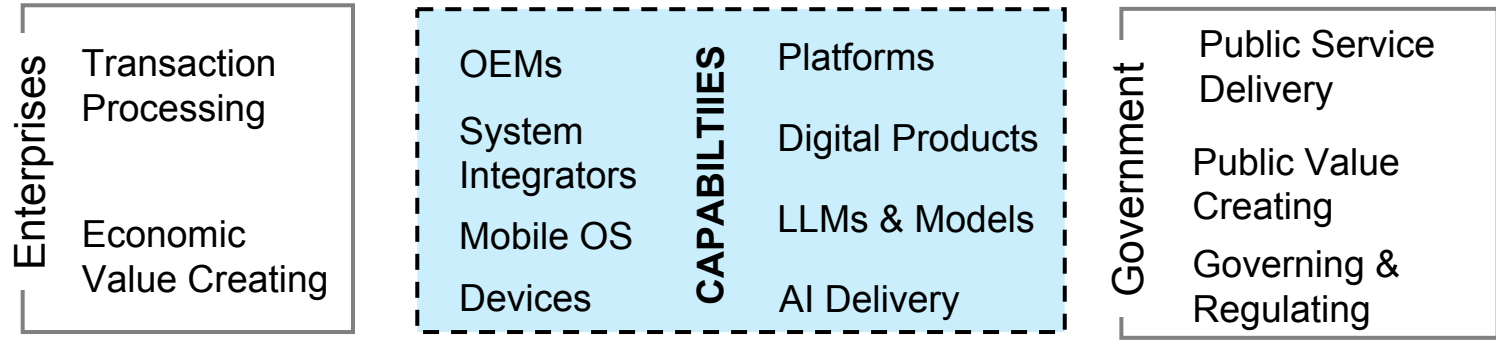 Enterprises
Transaction
Processing
Economic
Value Creating
OEMs
System
Integrators
Mobile OS
Devices
CAPABILTIIES
Platforms
Digital Products
LLMs & Models
AI Delivery
Government
Public Service
Delivery
Public Value
Creating
Governing &
Regulating